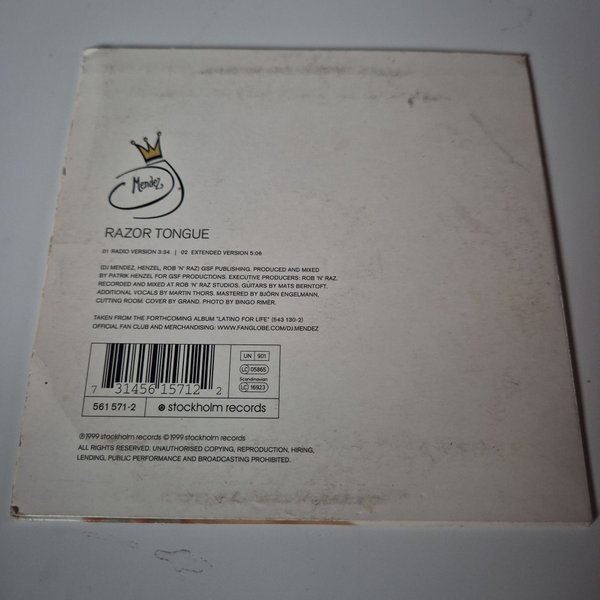 Mendez
RAZOR TONGUE
01 RADIO VERSION 3:34 | 02 EXTENDED VERSION 5:06
(DJ MENDEZ, HENZEL, ROB 'N' RAZ) GSF PUBLISHING. PRODUCED AND MIXED
BY PATRIK HENZEL FOR GSF PRODUCTIONS. EXECUTIVE PRODUCERS: ROB 'N' RAZ.
RECORDED AND MIXED AT ROB 'N' RAZ STUDIOS. GUITARS BY MATS BERNTOFT.
ADDITIONAL VOCALS BY MARTIN THORS. MASTERED BY BJÖRN ENGELMANN,
CUTTING ROOM. COVER BY GRAND. PHOTO BY BINGO RIMÉR.
TAKEN FROM THE FORTHCOMING ALBUM "LATINO FOR LIFE" (543 130-2)
OFFICIAL FAN CLUB AND MERCHANDISING: WWW.FANGLOBE.COM/DJ.MENDEZ
UN 901
LC 05865
Scandinavian
LC 16923
7 31456 15712 2
561 571-2 stockholm records
℗1999 stockholm records ©1999 stockholm records
ALL RIGHTS RESERVED. UNAUTHORISED COPYING, REPRODUCTION, HIRING,
LENDING, PUBLIC PERFORMANCE AND BROADCASTING PROHIBITED.